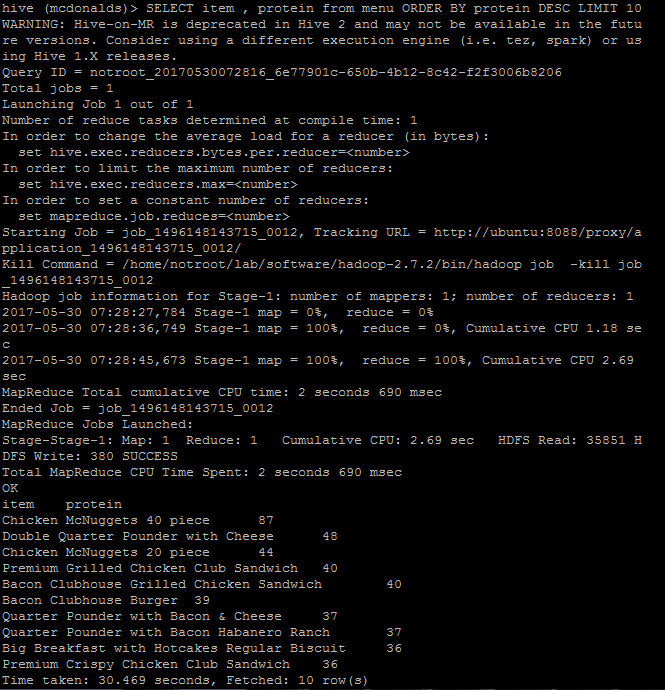 hive (mcdonalds)> SELECT item , protein from menu ORDER BY protein DESC LIMIT 10
WARNING: Hive-on-MR is deprecated in Hive 2 and may not be available in the futu
re versions. Consider using a different execution engine (i.e. tez, spark) or us
ing Hive 1.X releases.
Query ID = notroot_20170530072816_6e77901c-650b-4b12-8c42-f2f3006b8206
Total jobs = 1
Launching Job 1 out of 1
Number of reduce tasks determined at compile time: 1
In order to change the average load for a reducer (in bytes):
  set hive.exec.reducers.bytes.per.reducer=<number>
In order to limit the maximum number of reducers:
  set hive.exec.reducers.max=<number>
In order to set a constant number of reducers:
  set mapreduce.job.reduces=<number>
Starting Job = job_1496148143715_0012, Tracking URL = http://ubuntu:8088/proxy/a
pplication_1496148143715_0012/
Kill Command = /home/notroot/lab/software/hadoop-2.7.2/bin/hadoop job  -kill job
_1496148143715_0012
Hadoop job information for Stage-1: number of mappers: 1; number of reducers: 1
2017-05-30 07:28:27,784 Stage-1 map = 0%,  reduce = 0%
2017-05-30 07:28:36,749 Stage-1 map = 100%,  reduce = 0%, Cumulative CPU 1.18 se
c
2017-05-30 07:28:45,673 Stage-1 map = 100%,  reduce = 100%, Cumulative CPU 2.69
sec
MapReduce Total cumulative CPU time: 2 seconds 690 msec
Ended Job = job_1496148143715_0012
MapReduce Jobs Launched:
Stage-Stage-1: Map: 1  Reduce: 1   Cumulative CPU: 2.69 sec   HDFS Read: 35851 H
DFS Write: 380 SUCCESS
Total MapReduce CPU Time Spent: 2 seconds 690 msec
OK
item    protein
Chicken McNuggets 40 piece      87
Double Quarter Pounder with Cheese      48
Chicken McNuggets 20 piece      44
Premium Grilled Chicken Club Sandwich   40
Bacon Clubhouse Grilled Chicken Sandwich        40
Bacon Clubhouse Burger  39
Quarter Pounder with Bacon & Cheese     37
Quarter Pounder with Bacon Habanero Ranch       37
Big Breakfast with Hotcakes Regular Biscuit     36
Premium Crispy Chicken Club Sandwich    36
Time taken: 30.469 seconds, Fetched: 10 row(s)